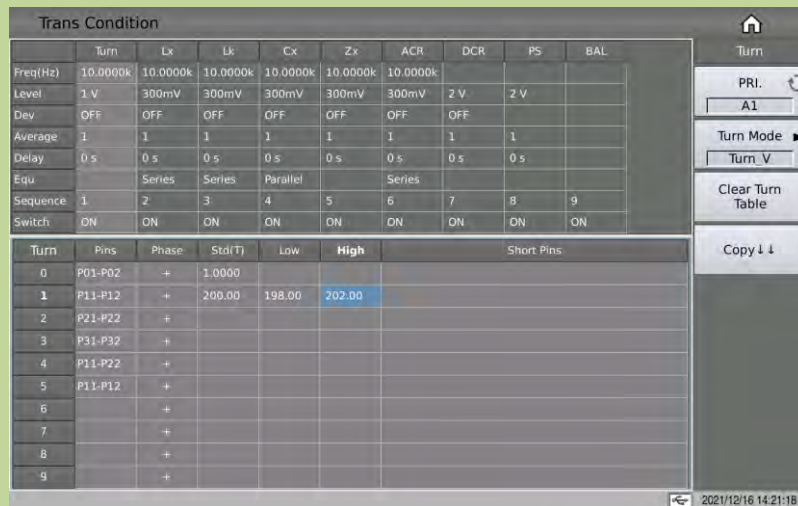 Trans Condition
Turn Lx Lk Cx Zx ACR DCR PS BAL
Freq(Hz) 10.0000k 10.0000k 10.0000k 10.0000k 10.0000k 10.0000k
Level 1 V 300mV 300mV 300mV 300mV 300mV 2 V 2 V
Dev OFF OFF OFF OFF OFF OFF OFF
Average 1 1 1 1 1 1 1 1
Delay 0 s 0 s 0 s 0 s 0 s 0 s 0 s 0 s
Equ Series Series Parallel Series
Sequence 1 2 3 4 5 6 7 8 9
Switch ON ON ON ON ON ON ON ON ON
Turn Pins Phase Std(T) Low High Short Pins
0 P01-P02 + 1.0000
1 P11-P12 + 200.00 198.00 202.00
2 P21-P22 +
3 P31-P32 +
4 P11-P22 +
5 P11-P12 +
6 +
7 +
8 +
9 +
Turn
PRI.
A1
Turn Mode
Turn_V
Clear Turn
Table
Copy↓↓
2021/12/16 14:21:18